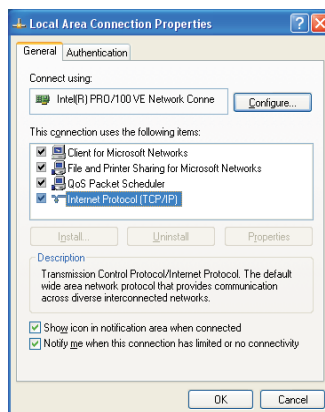 Local Area Connection Properties
General
Authentication
Connect using:
Intel(R) PRO/100 VE Network Conne
Configure...
This connection uses the following items:
Client for Microsoft Networks
File and Printer Sharing for Microsoft Networks
QoS Packet Scheduler
Internet Protocol (TCP/IP)
Install...
Uninstall
Properties
Description
Transmission Control Protocol/Internet Protocol. The default
wide area network protocol that provides communication
across diverse interconnected networks.
Show icon in notification area when connected
Notify me when this connection has limited or no connectivity
OK
Cancel